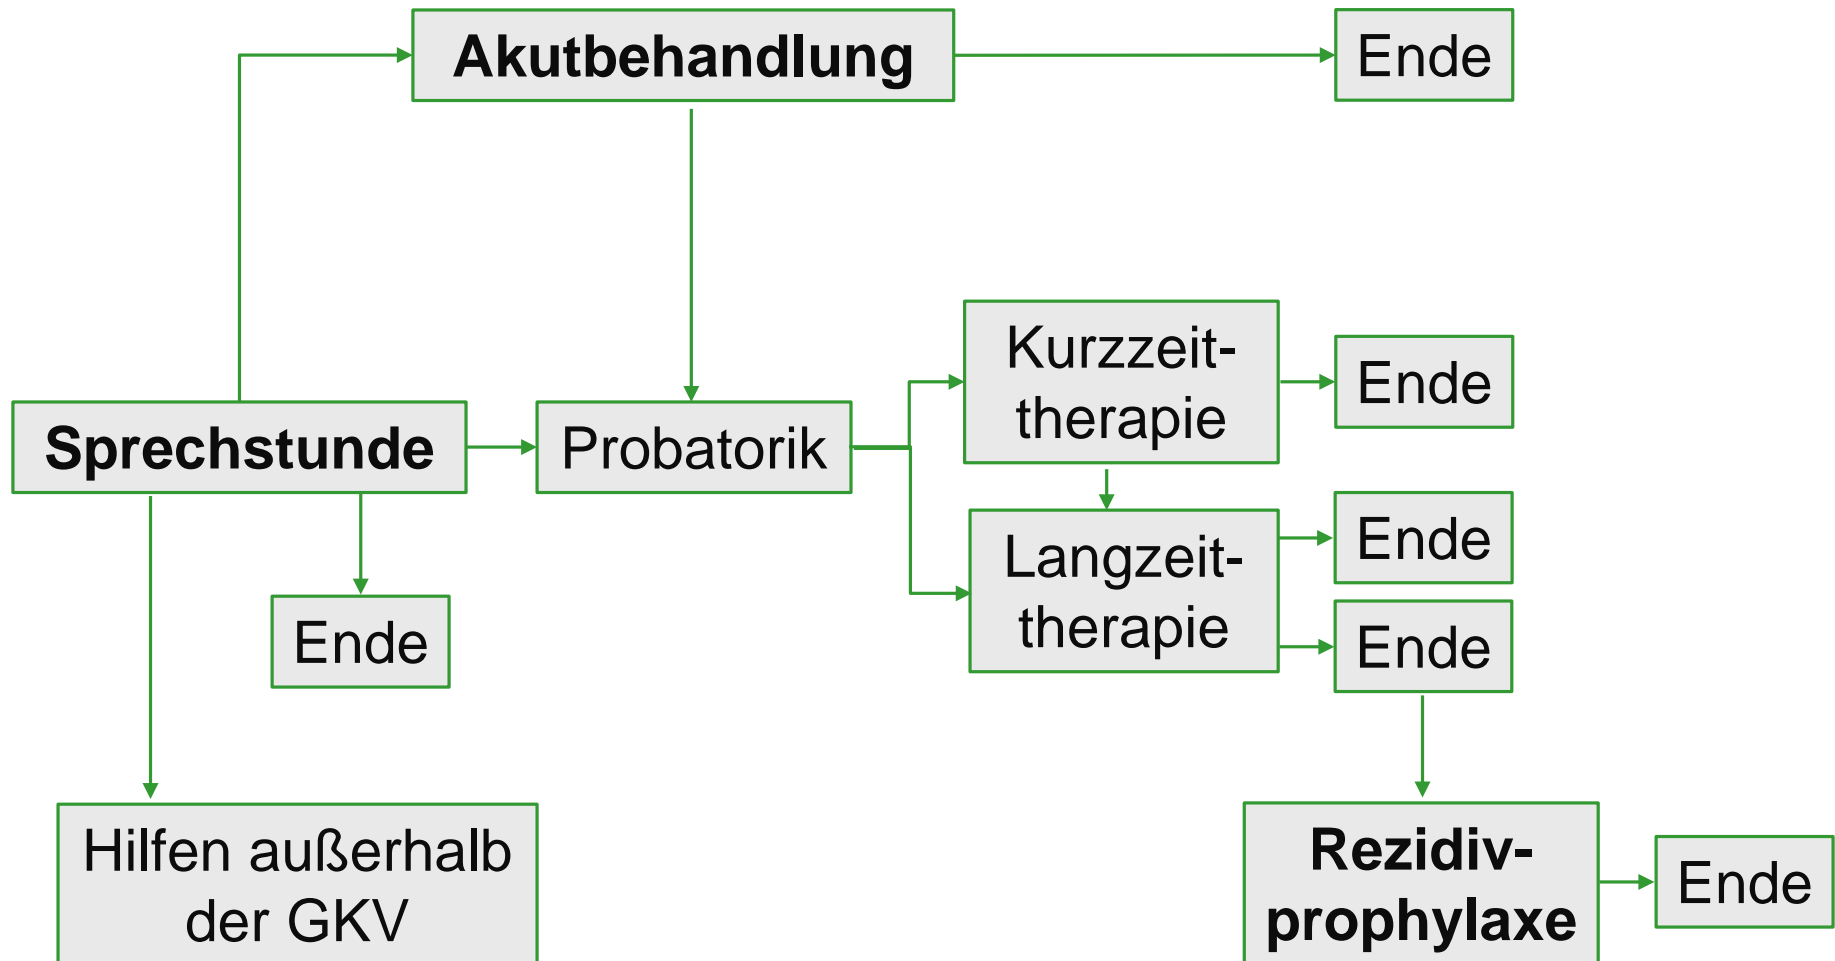 Akutbehandlung
Ende
Kurzzeit-
therapie
Ende
Sprechstunde
Probatorik
Langzeit-
therapie
Ende
Ende
Ende
Hilfen außerhalb
der GKV
Rezidiv-
prophylaxe
Ende